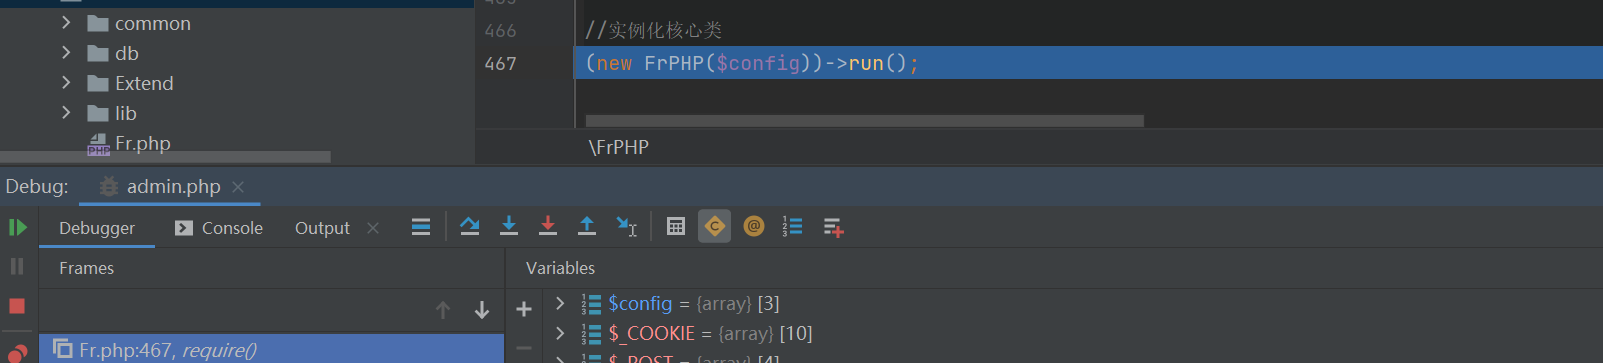 common
db
Extend
lib
Fr.php
466 //实例化核心类
467 (new FrPHP($config))->run();
\FrPHP
Debug: admin.php
Debugger Console Output
Frames Variables
$config = {array} [3]
$_COOKIE = {array} [10]
Fr.php:467, require()
$_POST = {array} [4]